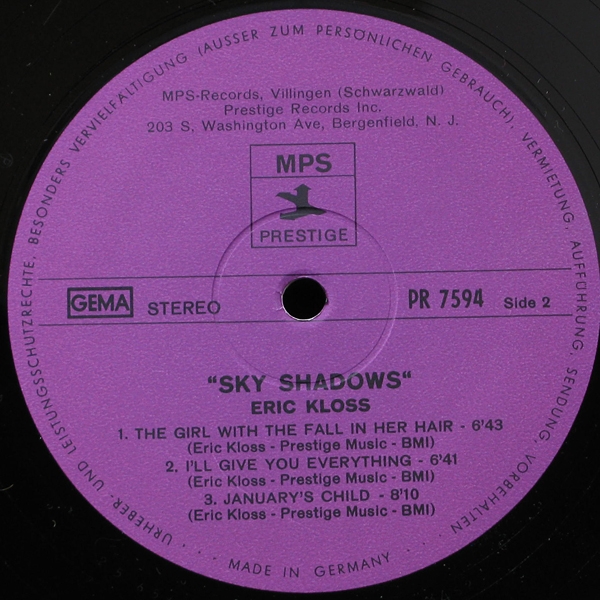 URHEBER- UND LEISTUNGSSCHUTZRECHTE, BESONDERS VERVIELFÄLTIGUNG (AUSSER ZUM PERSÖNLICHEN GEBRAUCH), VERMIETUNG, AUFFÜHRUNG, SENDUNG, VORBEHALTEN
MPS-Records, Villingen (Schwarzwald)
Prestige Records Inc.
203 S, Washington Ave, Bergenfield, N. J.
MPS
PRESTIGE
GEMA STEREO PR 7594 Side 2
"SKY SHADOWS"
ERIC KLOSS
1. THE GIRL WITH THE FALL IN HER HAIR - 6'43
(Eric Kloss - Prestige Music - BMI)
2. I'LL GIVE YOU EVERYTHING - 6'41
(Eric Kloss - Prestige Music - BMI)
3. JANUARY'S CHILD - 8'10
(Eric Kloss - Prestige Music - BMI)
. . . MADE IN GERMANY . . .